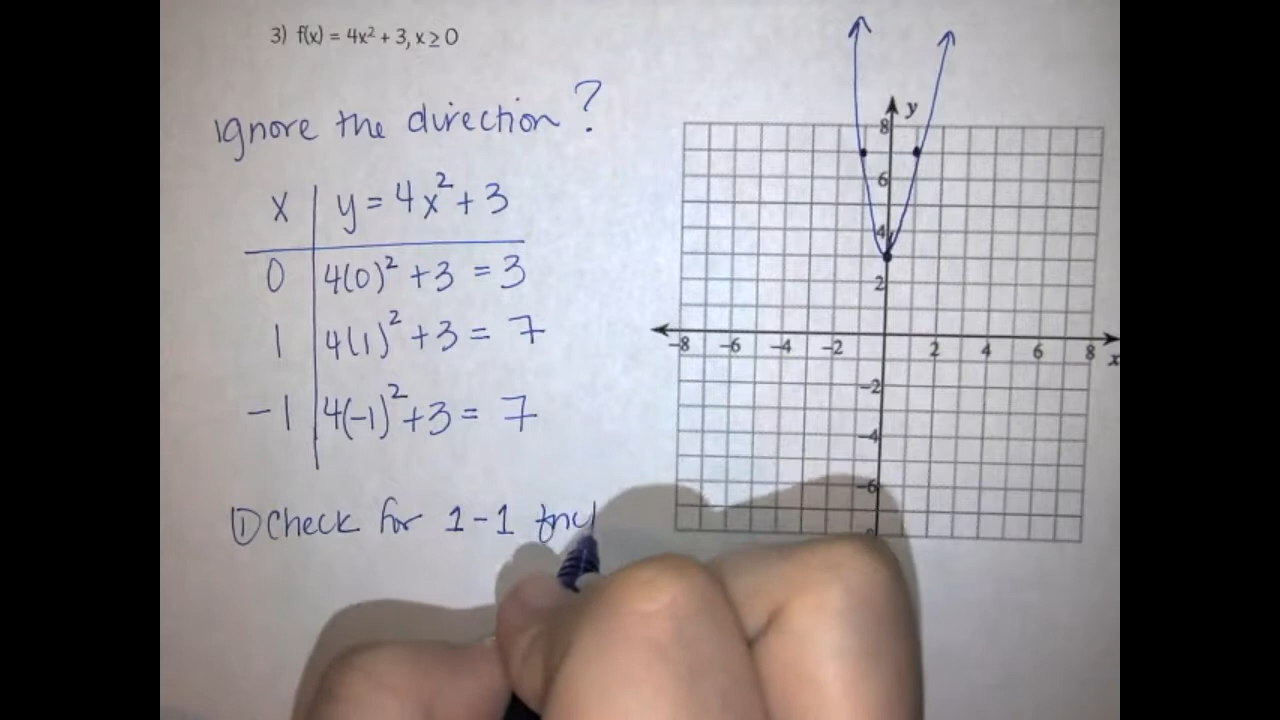 3) f(x) = 4x² + 3, x ≥ 0
ignore the direction?
x y = 4x² + 3
0 4(0)² + 3 = 3
1 4(1)² + 3 = 7
-1 4(-1)² + 3 = 7
① Check for 1-1
y
8
6
4
2
-8 -6 -4 -2 2 4 6 8 x
-2
-4
-6